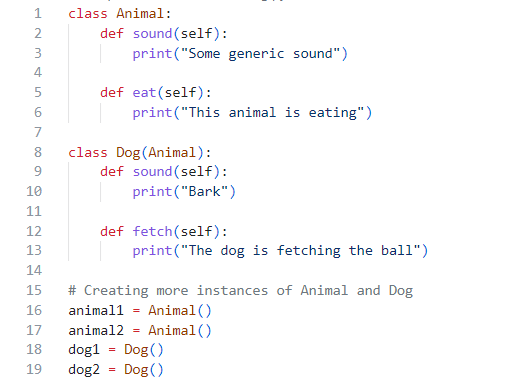 1 class Animal:
2     def sound(self):
3         print("Some generic sound")
4
5     def eat(self):
6         print("This animal is eating")
7
8 class Dog(Animal):
9     def sound(self):
10         print("Bark")
11
12     def fetch(self):
13         print("The dog is fetching the ball")
14
15 # Creating more instances of Animal and Dog
16 animal1 = Animal()
17 animal2 = Animal()
18 dog1 = Dog()
19 dog2 = Dog()